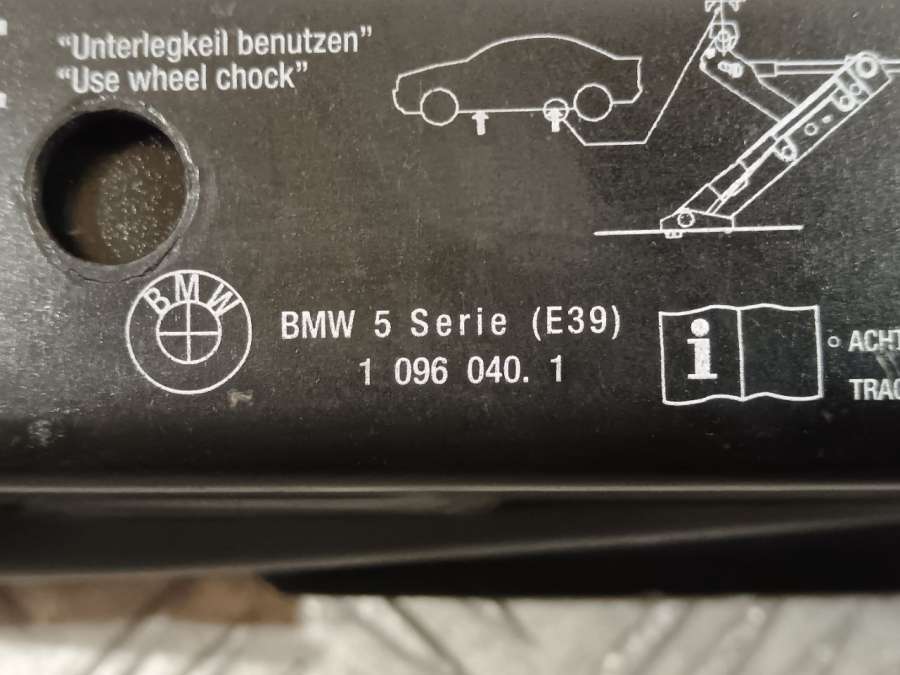 "Unterlegkeil benutzen"
"Use wheel chock"
BMW
BMW 5 Serie (E39)
1 096 040. 1
i